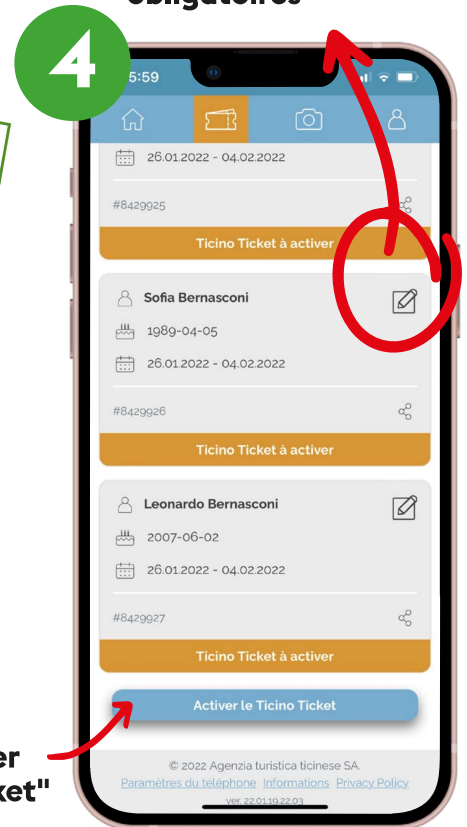 obligatoires
4
5:59
26.01.2022 - 04.02.2022
#8429925
Ticino Ticket à activer
Sofia Bernasconi
1989-04-05
26.01.2022 - 04.02.2022
#8429926
Ticino Ticket à activer
Leonardo Bernasconi
2007-06-02
26.01.2022 - 04.02.2022
#8429927
Ticino Ticket à activer
Activer le Ticino Ticket
© 2022 Agenzia turistica ticinese SA.
Paramètres du téléphone Informations Privacy Policy
ver. 22.01.19.22.03
er
ket"